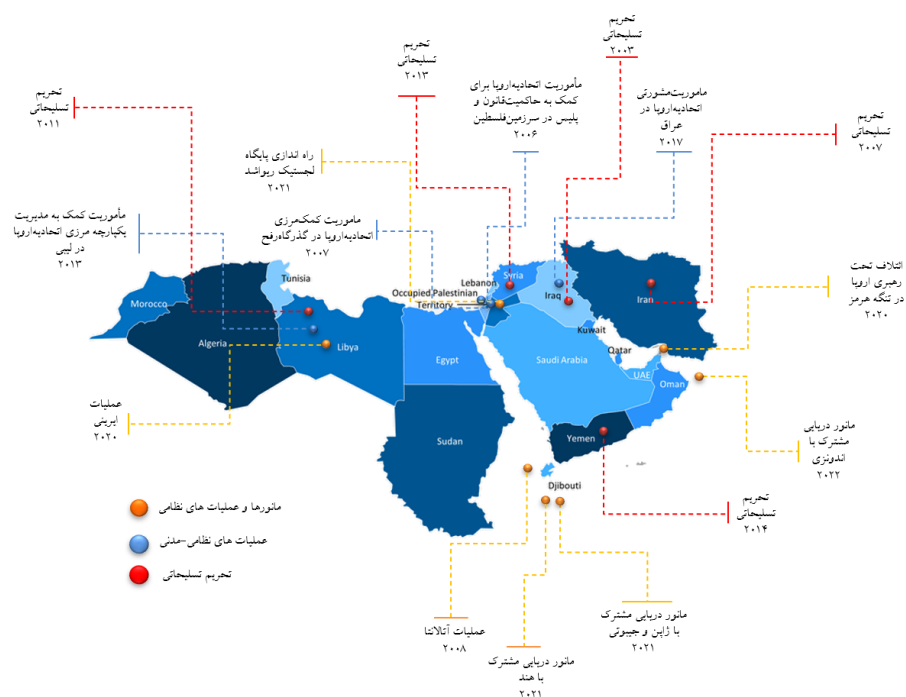 تحریم
تسلیحاتی
۲۰۰۳
تحریم
تسلیحاتی
۲۰۱۳
مأموریت اتحادیه‌اروپا برای
کمک به حاکمیت‌قانون و
پلیس در سرزمین‌فلسطین
۲۰۰۶
ماموریت‌مشورتی
اتحادیه‌اروپا در
عراق
۲۰۱۷
تحریم
تسلیحاتی
۲۰۰۷
تحریم
تسلیحاتی
۲۰۱۱
راه اندازی پایگاه
لجستیک ریواشد
۲۰۲۱
مأموریت کمک به مدیریت
یکپارچه مرزی اتحادیه‌اروپا
در لیبی
۲۰۱۳
ماموریت کمک‌مرزی
اتحادیه‌اروپا در گذرگاه‌رفح
۲۰۰۷
ائتلاف تحت
رهبری اروپا
در تنگه هرمز
۲۰۲۰
Tunisia
Morocco
Algeria
Libya
Egypt
Sudan
Lebanon
Occupied Palestinian
Territory
Syria
Iraq
Iran
Kuwait
Qatar
Saudi Arabia
UAE
Oman
Yemen
Djibouti
عملیات
ایرینی
۲۰۲۰
مانور دریایی
مشترک با
اندونزی
۲۰۲۲
تحریم
تسلیحاتی
۲۰۱۴
مانورها و عملیات های نظامی
عملیات های نظامی-مدنی
تحریم تسلیحاتی
عملیات آتالانتا
۲۰۰۸
مانور دریایی مشترک
با هند
۲۰۲۱
مانور دریایی مشترک
با ژاپن و جیبوتی
۲۰۲۱